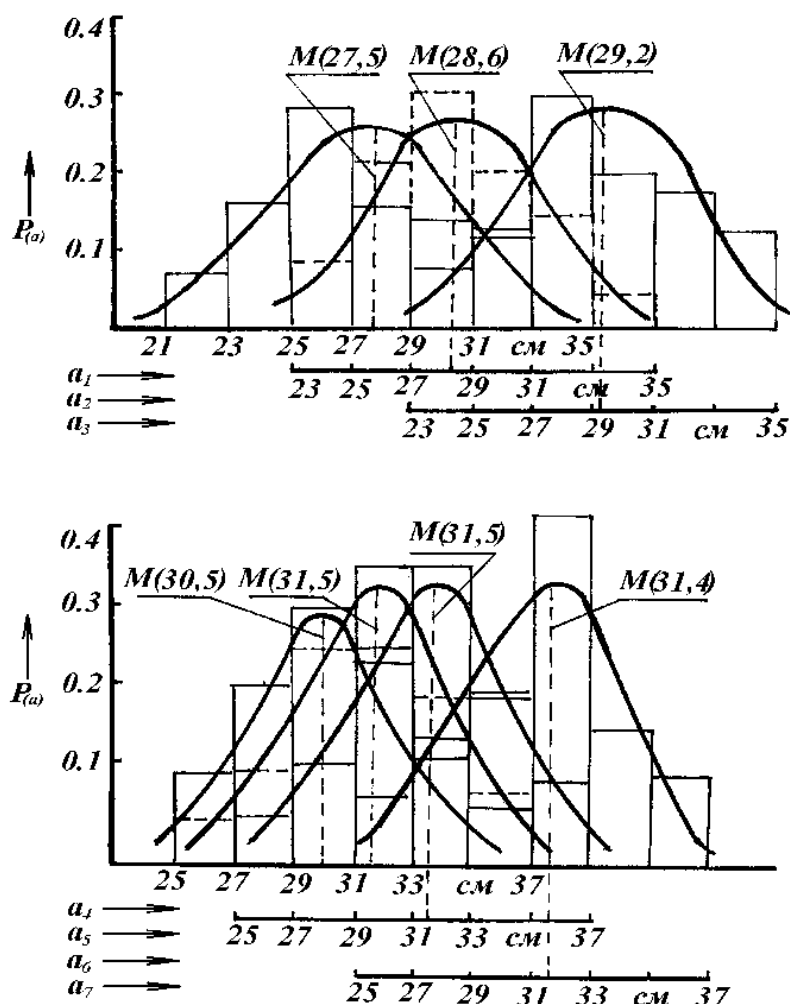 0.4
M(27,5) M(28,6) M(29,2)
0.3
0.2
P(a)
0.1
21 23 25 27 29 31 см 35
a₁ 23 25 27 29 31 см 35
a₂
a₃ 23 25 27 29 31 см 35
0.4
M(31,5)
M(30,5) M(31,5) M(31,4)
0.3
0.2
P(a)
0.1
25 27 29 31 33 см 37
a₄ 25 27 29 31 33 см 37
a₅
a₆
a₇ 25 27 29 31 33 см 37